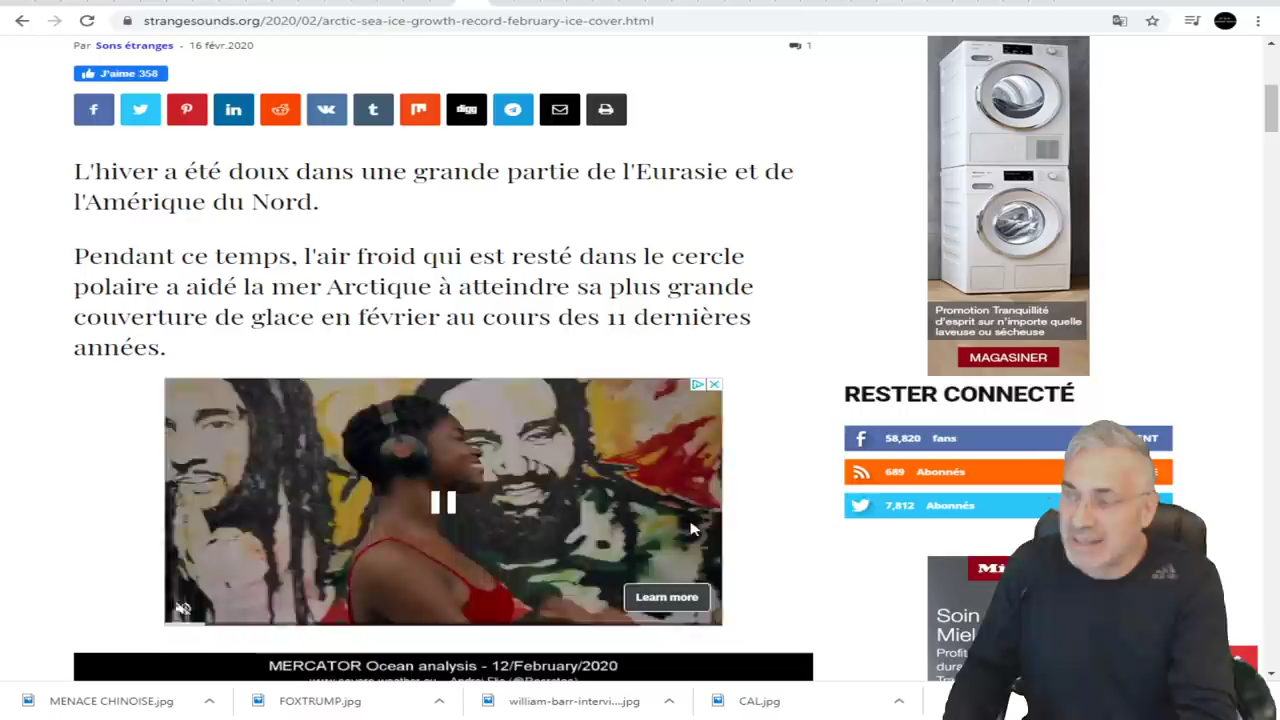 strangesounds.org/2020/02/arctic-sea-ice-growth-record-february-ice-cover.html
Par Sons étranges - 16 févr.2020
1
J'aime 358
digg
L'hiver a été doux dans une grande partie de l'Eurasie et de
l'Amérique du Nord.
Pendant ce temps, l'air froid qui est resté dans le cercle
polaire a aidé la mer Arctique à atteindre sa plus grande
couverture de glace en février au cours des 11 dernières
années.
Learn more
MERCATOR Ocean analysis - 12/February/2020
Promotion Tranquillité
d'esprit sur n'importe quelle
laveuse ou sécheuse
MAGASINER
RESTER CONNECTÉ
58,820 fans
689 Abonnés
7,812 Abonnés
Soin
Miel
MENACE CHINOISE.jpg
FOXTRUMP.jpg
william-barr-intervi....jpg
CAL.jpg